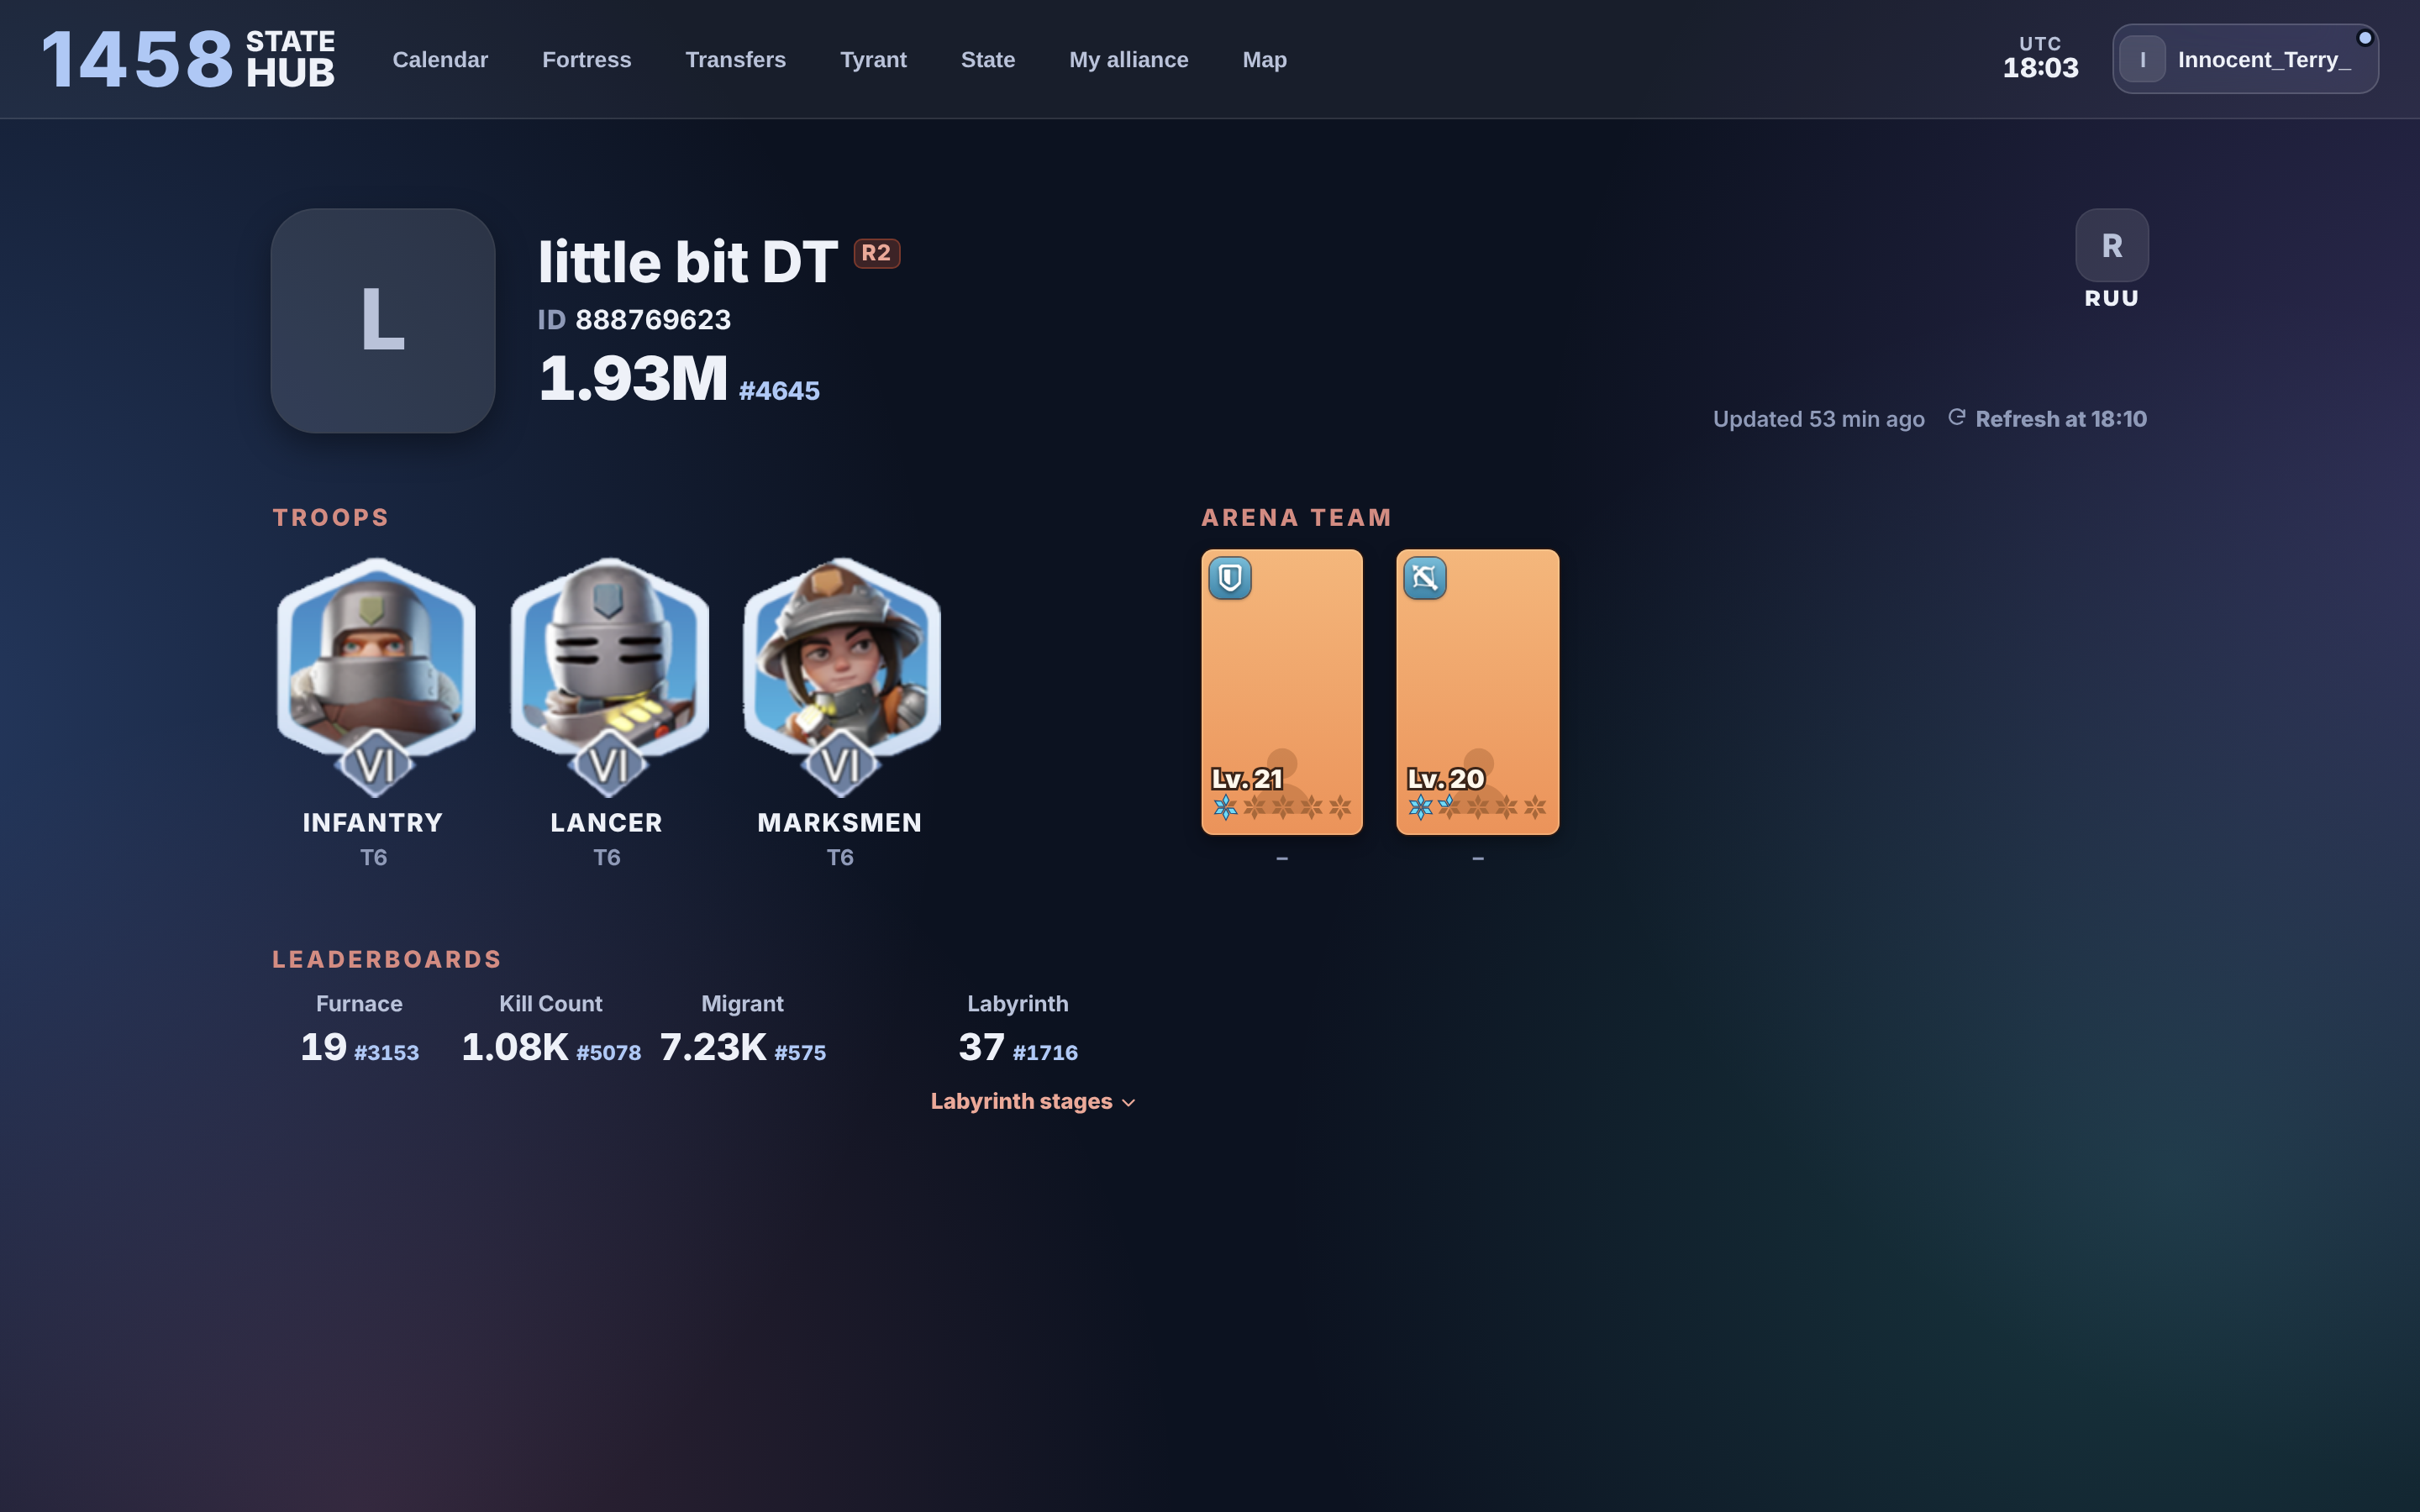 1458 STATE HUB
Calendar
Fortress
Transfers
Tyrant
State
My alliance
Map
UTC
18:03
I
Innocent_Terry_
L
little bit DT R2
ID 888769623
1.93M #4645
R
RUU
Updated 53 min ago
Refresh at 18:10
TROOPS
VI
INFANTRY
T6
VI
LANCER
T6
VI
MARKSMEN
T6
ARENA TEAM
Lv. 21
–
Lv. 20
–
LEADERBOARDS
Furnace
19 #3153
Kill Count
1.08K #5078
Migrant
7.23K #575
Labyrinth
37 #1716
Labyrinth stages